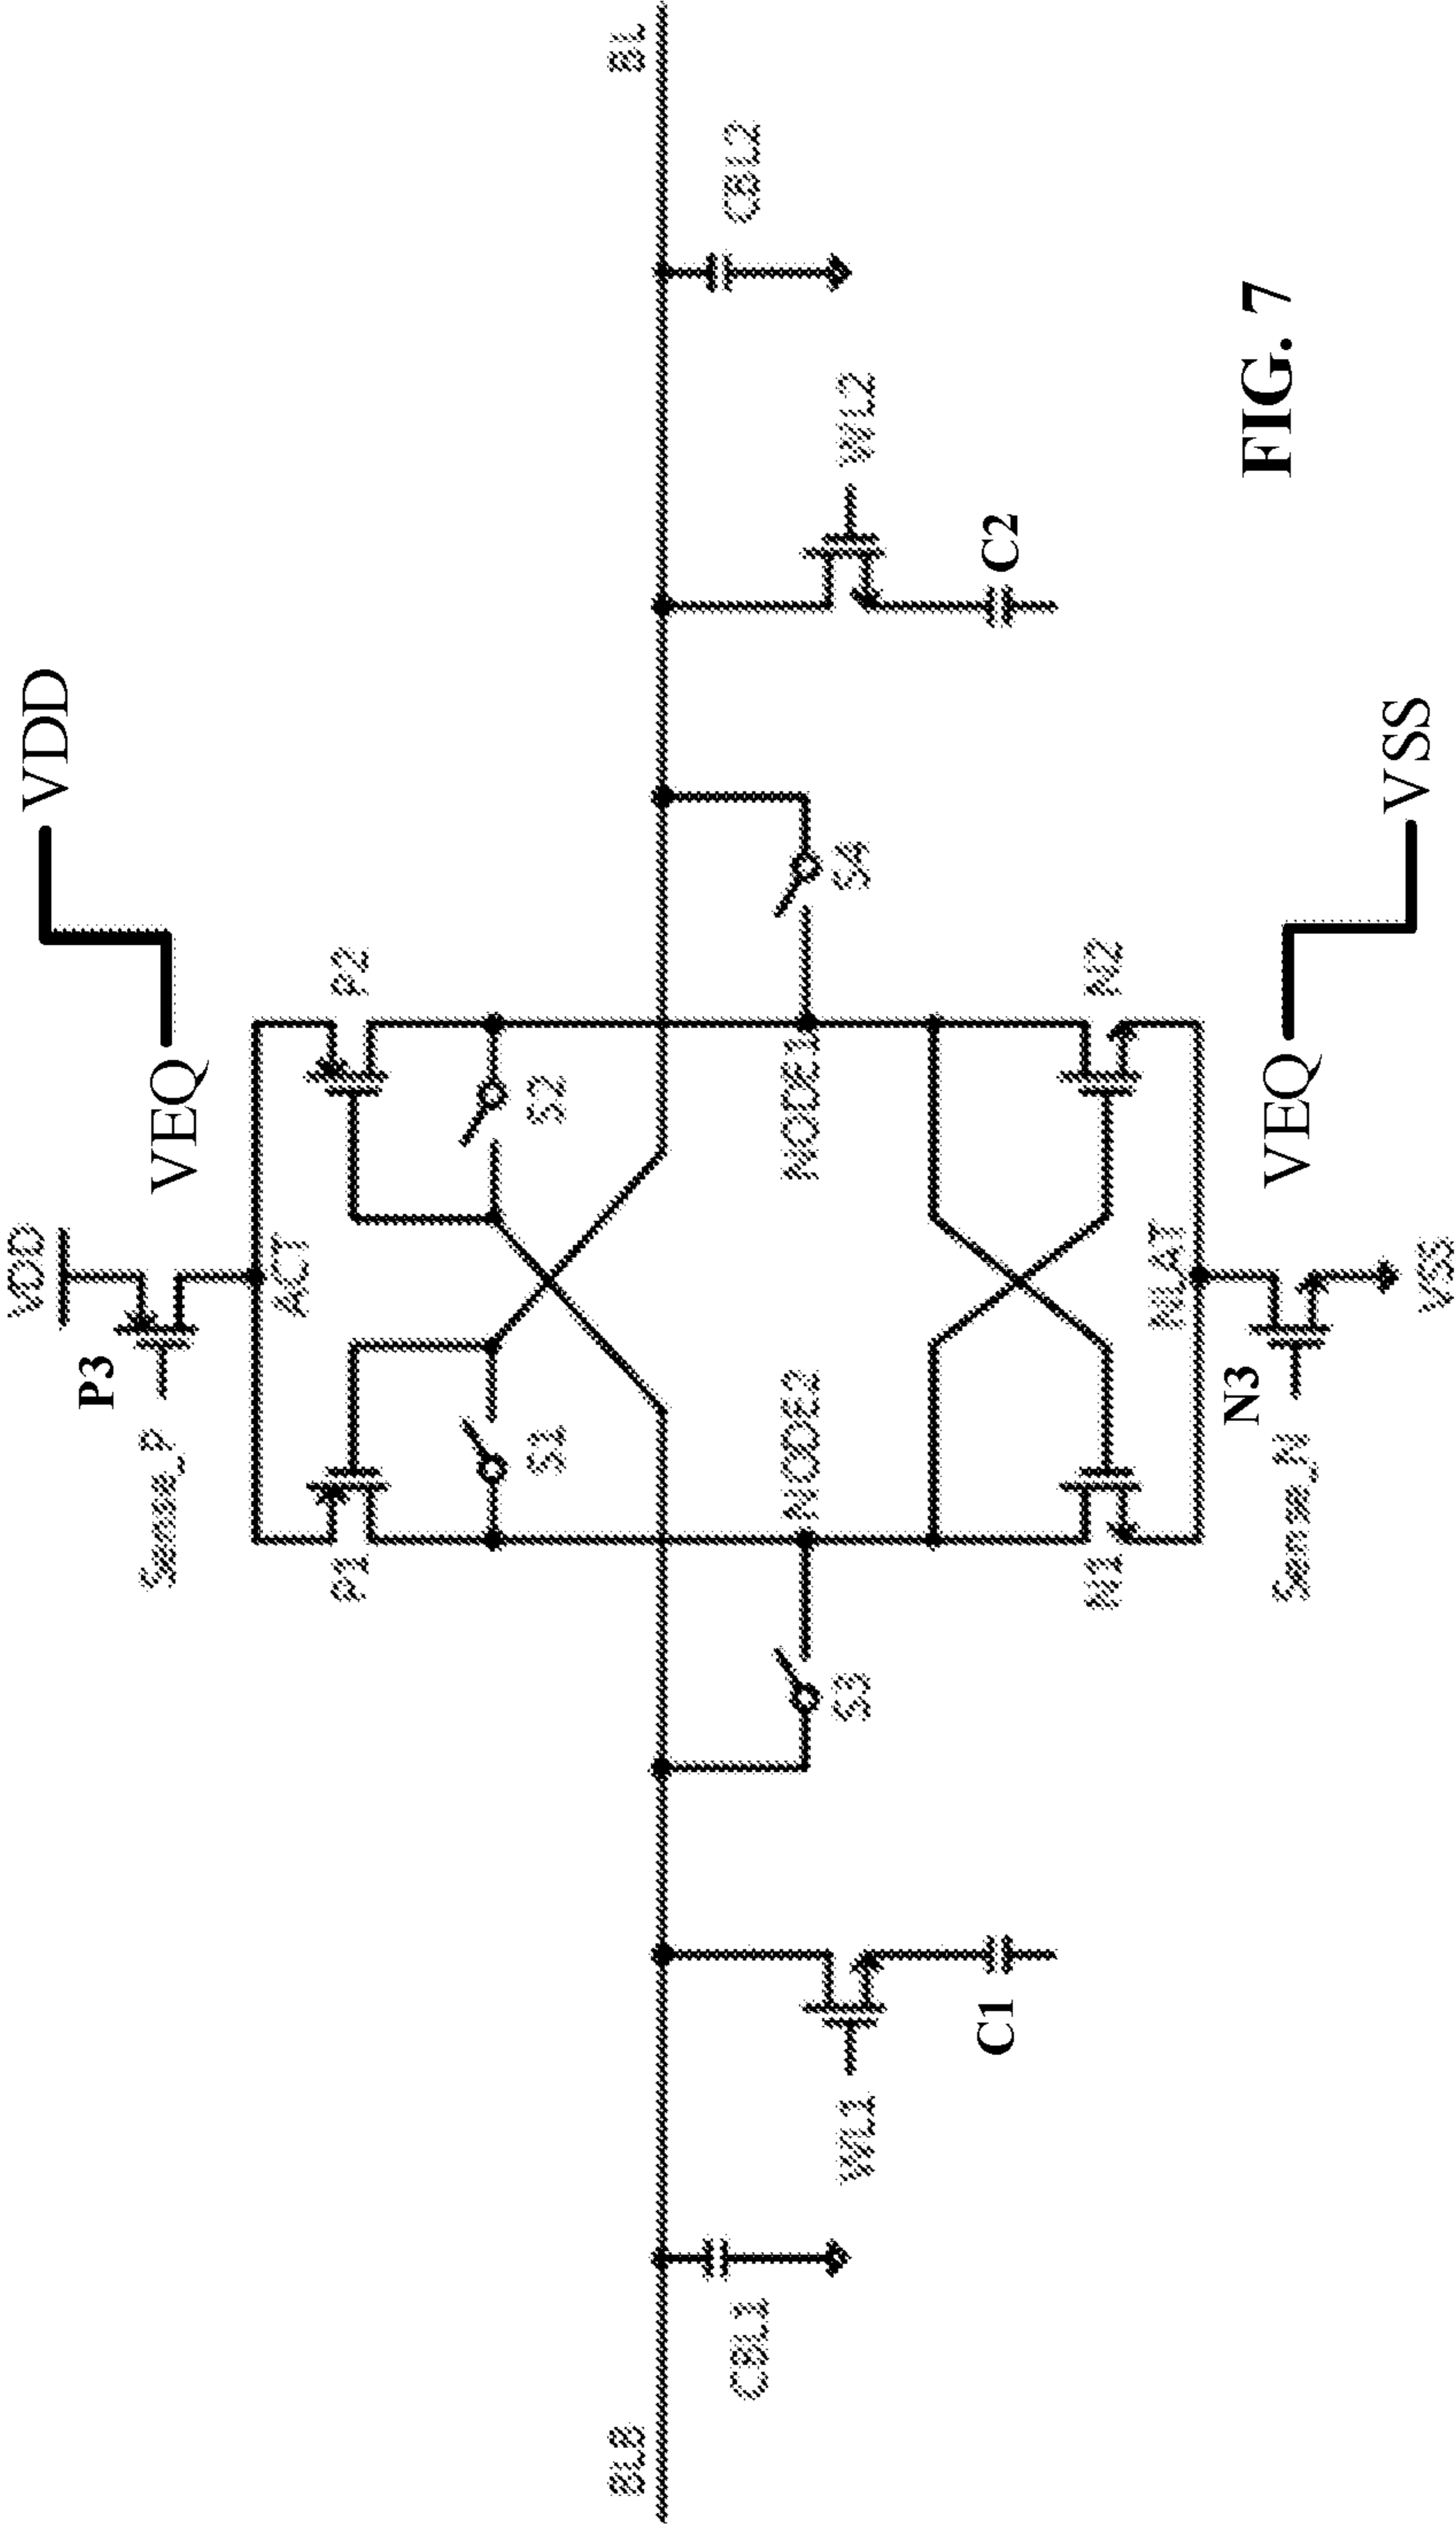 VDD
VDD
P3
Sense_P
VEQ
ACT
P1
P2
S1
S2
BLB
BL
CBL1
CBL2
NODE2
NODE1
S3
S4
WL1
WL2
C1
C2
N1
N2
NLAT
N3
Sense_N
VEQ
VSS
VSS
FIG. 7